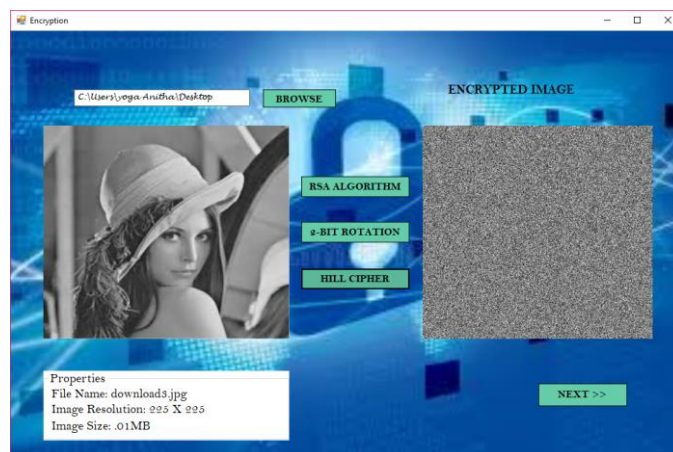 Encryption
C:\Users\yoga-Anitha\Desktop
BROWSE
ENCRYPTED IMAGE
RSA ALGORITHM
2-BIT ROTATION
HILL CIPHER
Properties
File Name: download3.jpg
Image Resolution: 225 X 225
Image Size: .01MB
NEXT >>